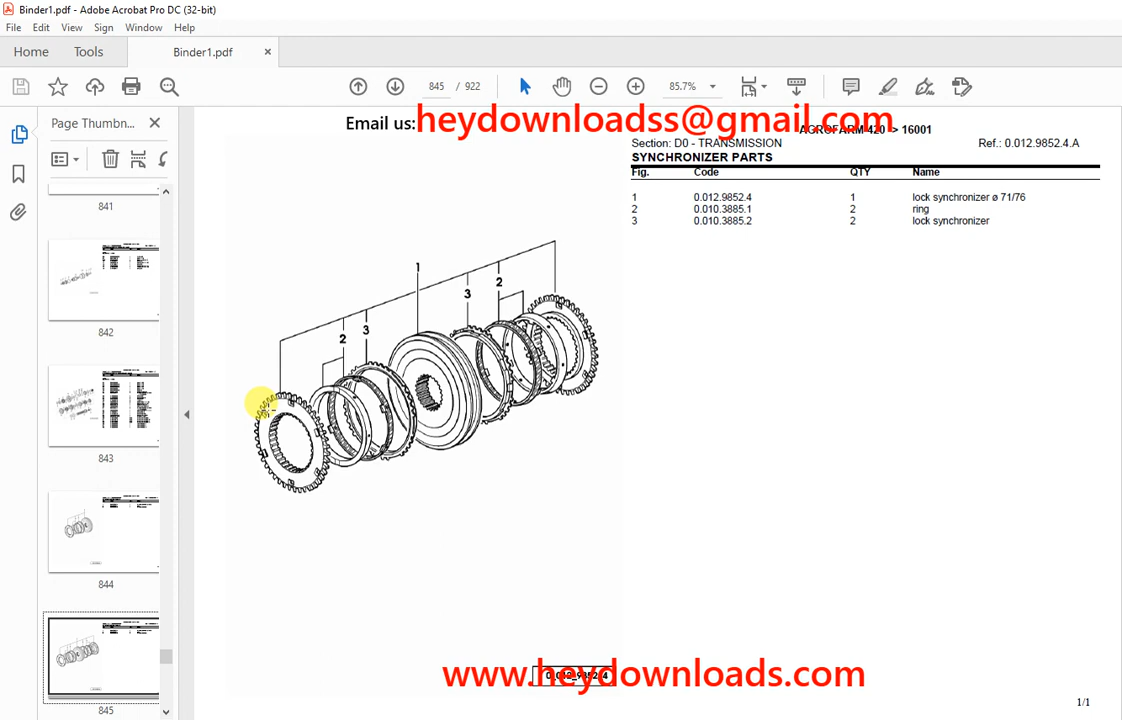 Binder1.pdf - Adobe Acrobat Pro DC (32-bit)
File Edit View Sign Window Help
Home Tools Binder1.pdf ×
845 / 922 85.7%
Page Thumbn...
841
842
843
844
845
Email us: heydownloadss@gmail.com
AGROFARM 420 -> 16001
Section: D0 - TRANSMISSION Ref.: 0.012.9852.4.A
SYNCHRONIZER PARTS
Fig. Code QTY Name
1 0.012.9852.4 1 lock synchronizer ø 71/76
2 0.010.3885.1 2 ring
3 0.010.3885.2 2 lock synchronizer
1
2
3
3
2
www.heydownloads.com
1/1